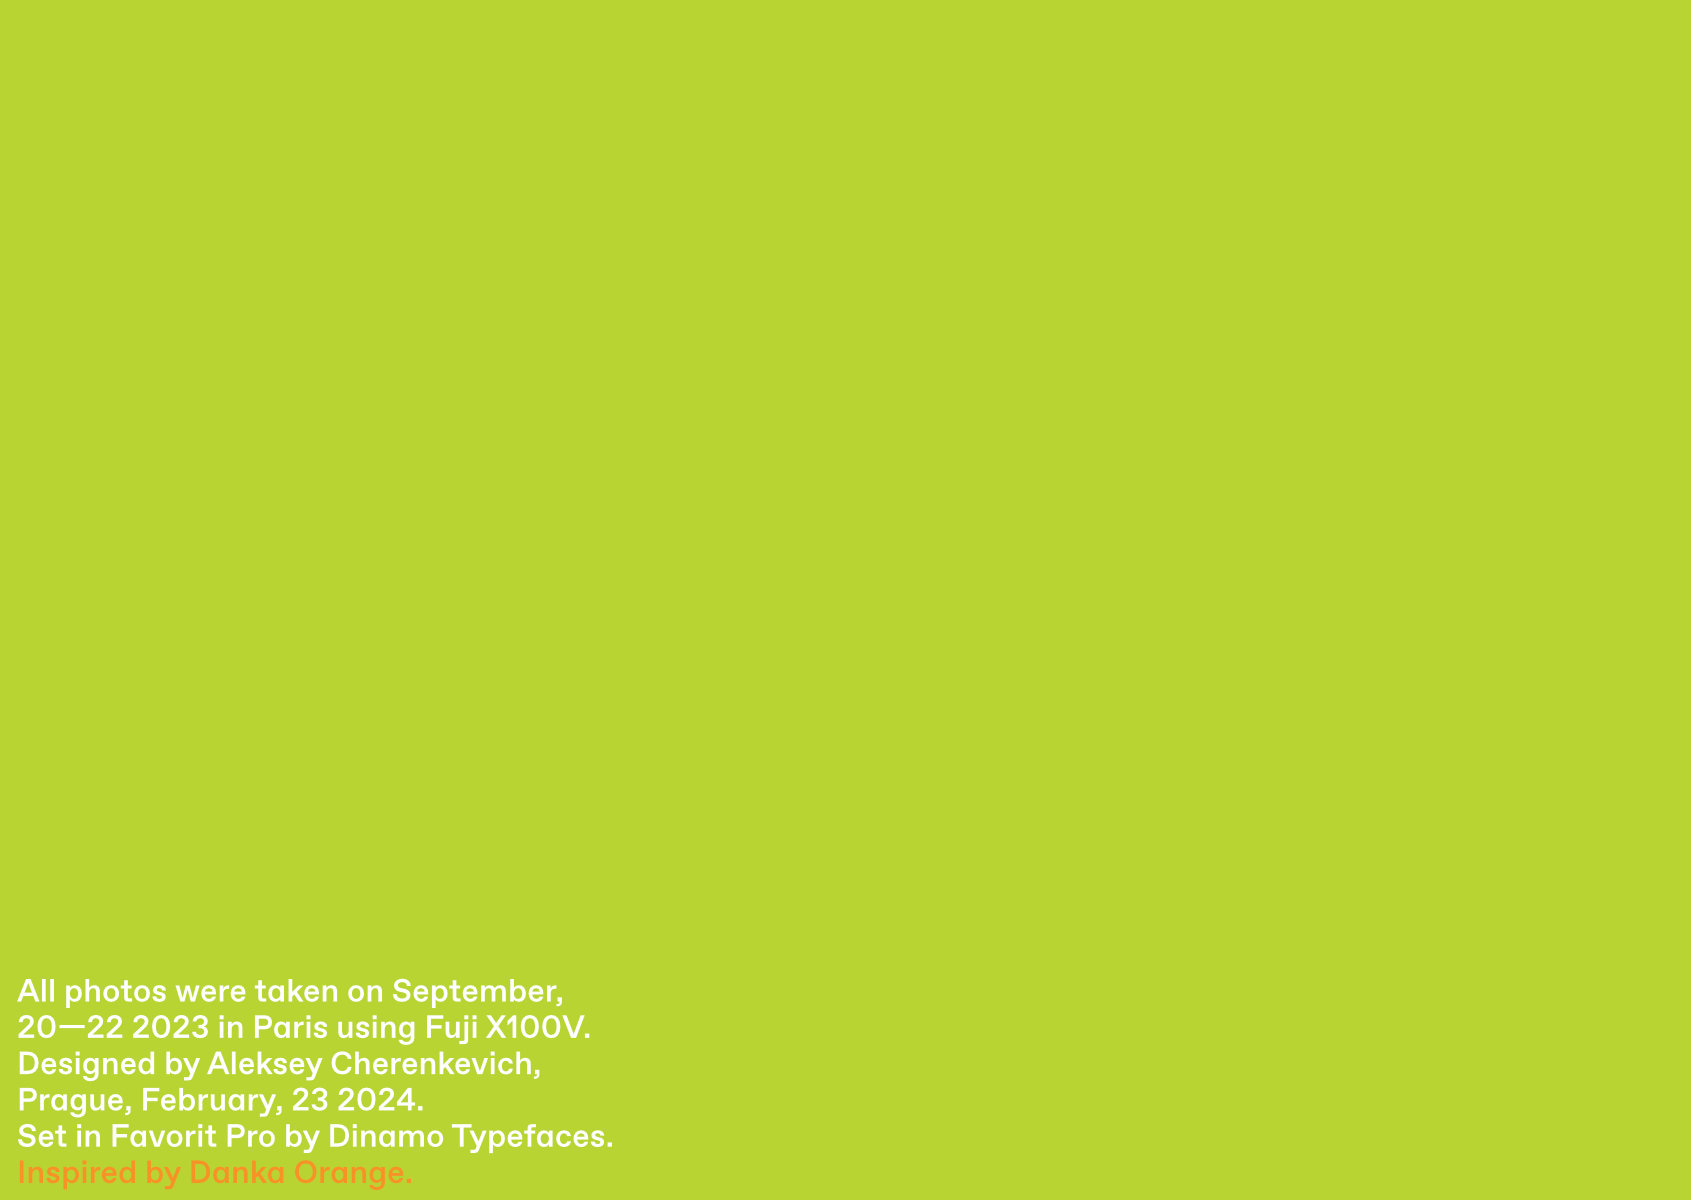 All photos were taken on September,
20—22 2023 in Paris using Fuji X100V.
Designed by Aleksey Cherenkevich,
Prague, February, 23 2024.
Set in Favorit Pro by Dinamo Typefaces.
Inspired by Danka Orange.